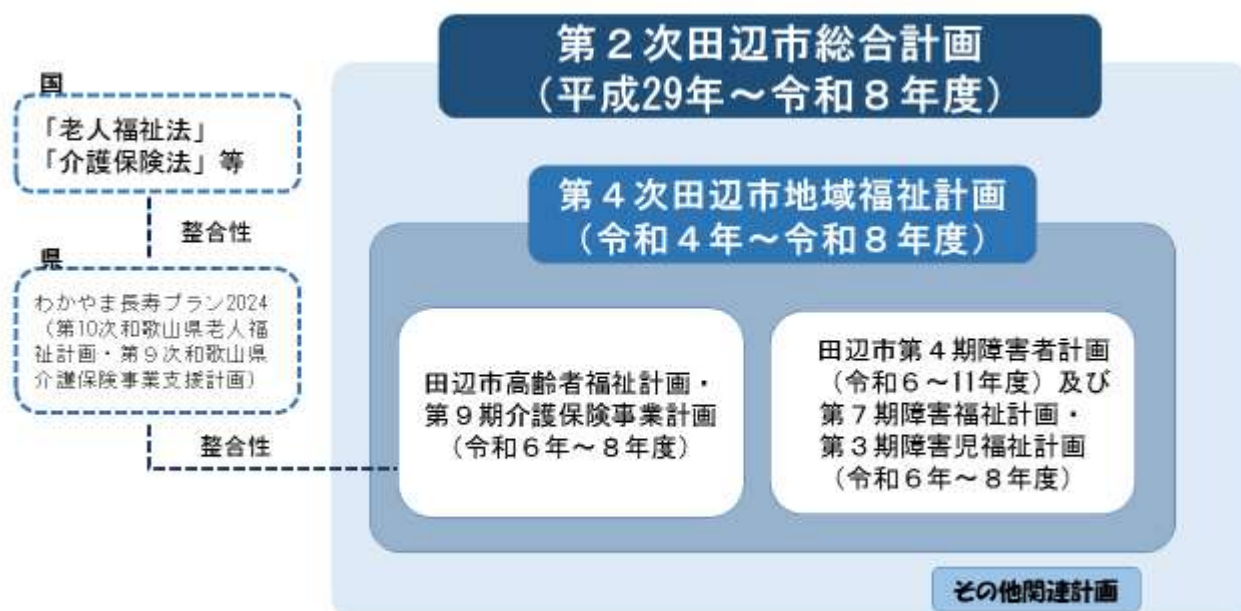 第２次田辺市総合計画
（平成29年～令和８年度）
国
「老人福祉法」
「介護保険法」等
整合性
県
わかやま長寿プラン2024
（第10次和歌山県老人福
祉計画・第９次和歌山県
介護保険事業支援計画）
整合性
第４次田辺市地域福祉計画
（令和４年～令和８年度）
田辺市高齢者福祉計画・
第９期介護保険事業計画
（令和６年～８年度）
田辺市第４期障害者計画
（令和６～11年度）及び
第７期障害福祉計画・
第３期障害児福祉計画
（令和６年～８年度）
その他関連計画